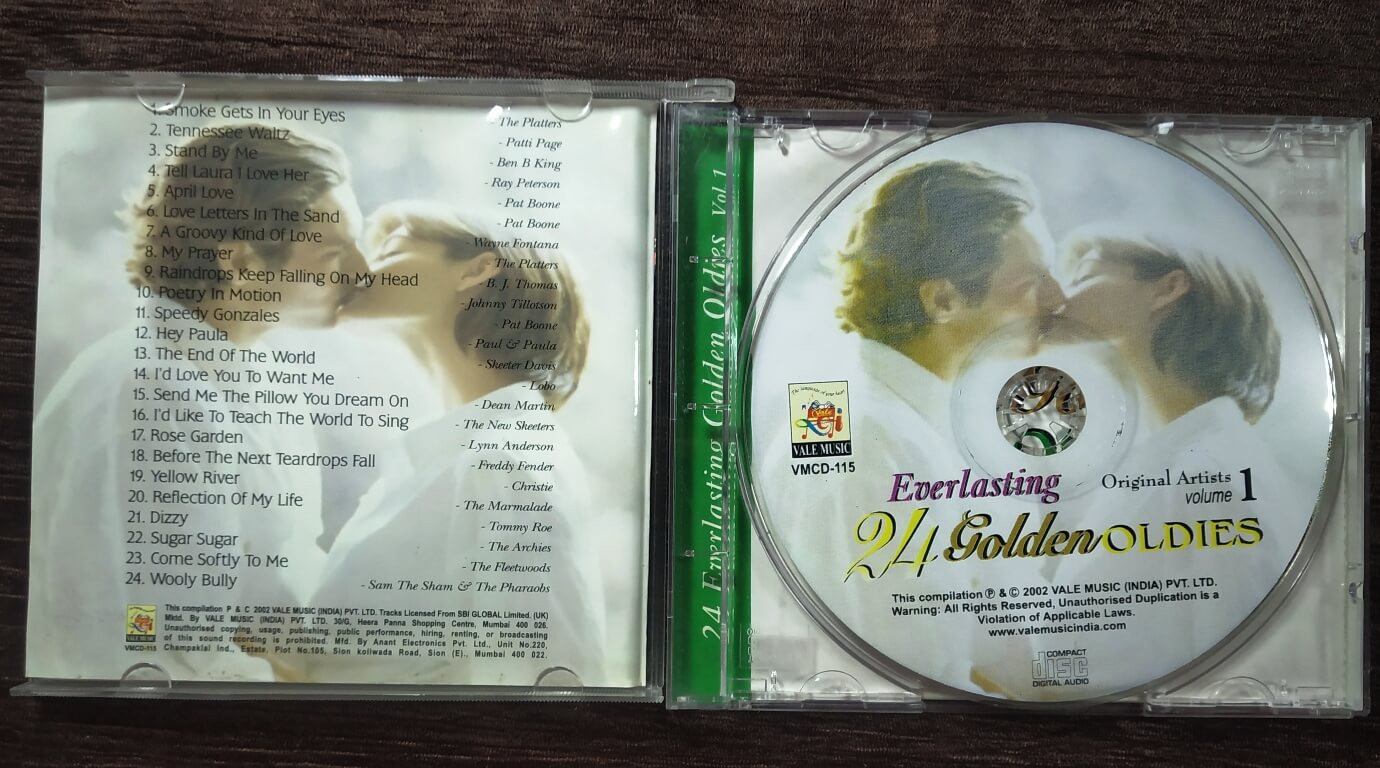 1. Smoke Gets In Your Eyes - The Platters
2. Tennessee Waltz - Patti Page
3. Stand By Me - Ben B King
4. Tell Laura I Love Her - Ray Peterson
5. April Love - Pat Boone
6. Love Letters In The Sand - Pat Boone
7. A Groovy Kind Of Love - Wayne Fontana
8. My Prayer - The Platters
9. Raindrops Keep Falling On My Head - B. J. Thomas
10. Poetry In Motion - Johnny Tillotson
11. Speedy Gonzales - Pat Boone
12. Hey Paula - Paul & Paula
13. The End Of The World - Skeeter Davis
14. I'd Love You To Want Me - Lobo
15. Send Me The Pillow You Dream On - Dean Martin
16. I'd Like To Teach The World To Sing - The New Skeeters
17. Rose Garden - Lynn Anderson
18. Before The Next Teardrops Fall - Freddy Fender
19. Yellow River - Christie
20. Reflection Of My Life - The Marmalade
21. Dizzy - Tommy Roe
22. Sugar Sugar - The Archies
23. Come Softly To Me - The Fleetwoods
24. Wooly Bully - Sam The Sham & The Pharaohs
VALE MUSIC
VMCD-115
This compilation P & C 2002 VALE MUSIC (INDIA) PVT. LTD. Tracks Licensed From SBI GLOBAL Limited. (UK)
Mktd. By VALE MUSIC (INDIA) PVT. LTD. 30/G, Heera Panna Shopping Centre, Mumbai 400 026.
Unauthorised copying, usage, publishing, public performance, hiring, renting, or broadcasting
of this sound recording is prohibited. Mfd. By Anant Electronics Pvt. Ltd., Unit No.220,
Champaklal Ind., Estate, Plot No.105, Sion koliwada Road, Sion (E)., Mumbai 400 022.
24 Everlasting Golden Oldies Vol. 1
Vale
VALE MUSIC
VMCD-115
Everlasting
Original Artists
volume 1
24 Golden OLDIES
This compilation ℗ & © 2002 VALE MUSIC (INDIA) PVT. LTD.
Warning: All Rights Reserved, Unauthorised Duplication is a
Violation of Applicable Laws.
www.valemusicindia.com
COMPACT
disc
DIGITAL AUDIO